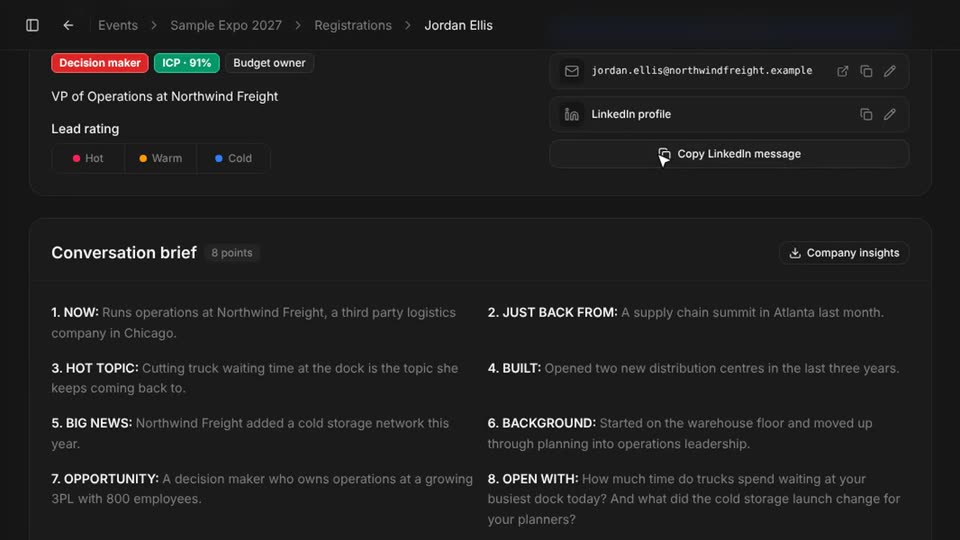 Events > Sample Expo 2027 > Registrations > Jordan Ellis
Decision maker ICP · 91% Budget owner
VP of Operations at Northwind Freight
Lead rating
Hot Warm Cold
jordan.ellis@northwindfreight.example
LinkedIn profile
Copy LinkedIn message
Conversation brief 8 points
Company insights
1. NOW: Runs operations at Northwind Freight, a third party logistics
company in Chicago.
2. JUST BACK FROM: A supply chain summit in Atlanta last month.
3. HOT TOPIC: Cutting truck waiting time at the dock is the topic she
keeps coming back to.
4. BUILT: Opened two new distribution centres in the last three years.
5. BIG NEWS: Northwind Freight added a cold storage network this
year.
6. BACKGROUND: Started on the warehouse floor and moved up
through planning into operations leadership.
7. OPPORTUNITY: A decision maker who owns operations at a growing
3PL with 800 employees.
8. OPEN WITH: How much time do trucks spend waiting at your
busiest dock today? And what did the cold storage launch change for
your planners?